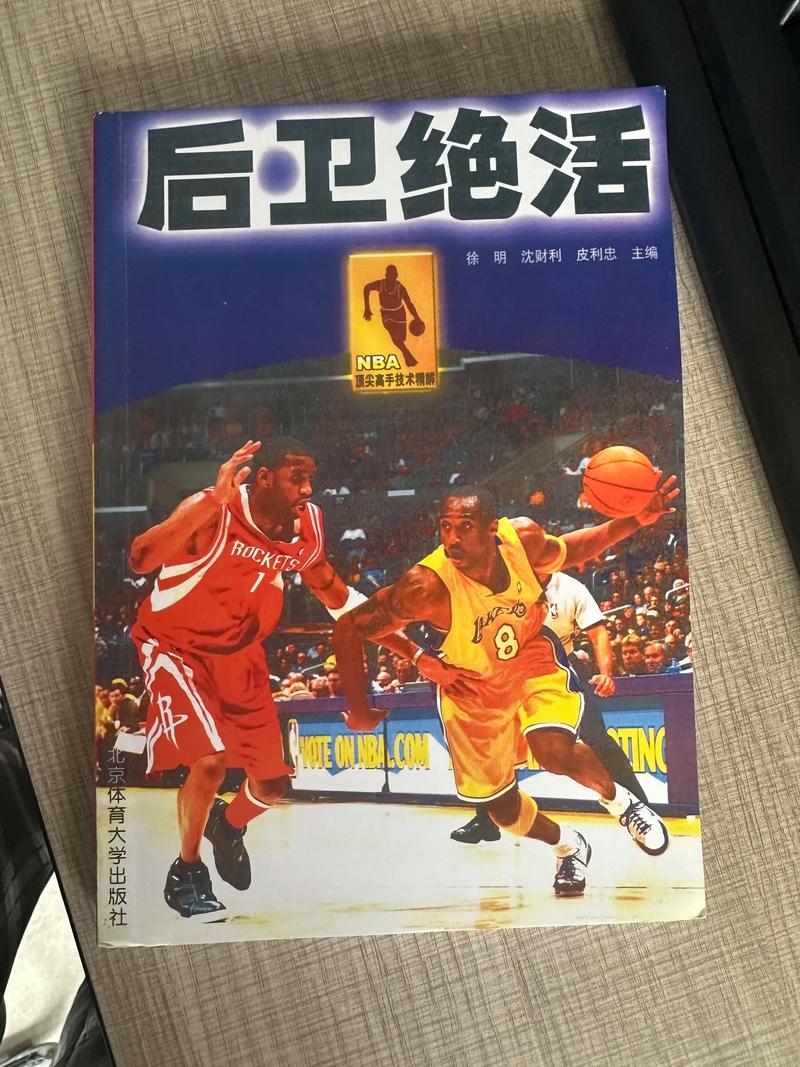 后卫绝活
徐 明 沈财利 皮利忠 主编
NBA
顶尖高手技术精解
ROCKETS
1
LAKERS
8
R
VOTE ON NBA.COM
OTING
北京体育大学出版社